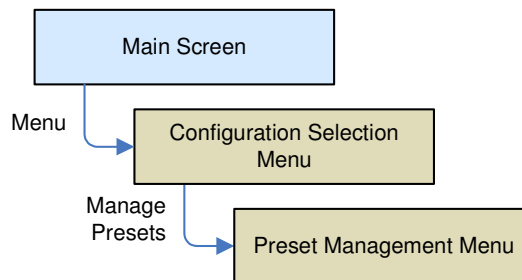 Main Screen
Menu
Configuration Selection
Menu
Manage
Presets
Preset Management Menu